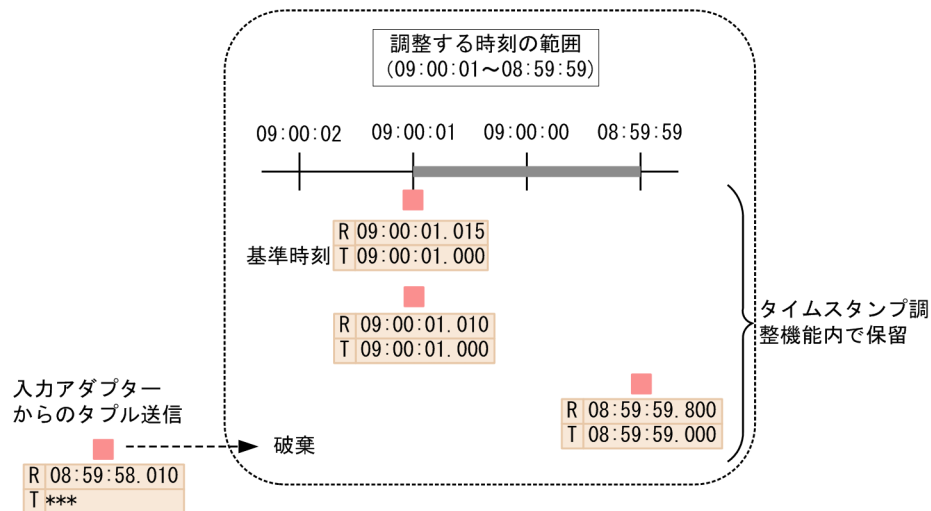 調整する時刻の範囲
(09:00:01～08:59:59)
09:00:02 09:00:01 09:00:00 08:59:59
R 09:00:01.015
基準時刻 T 09:00:01.000
R 09:00:01.010
T 09:00:01.000
タイムスタンプ調
整機能内で保留
R 08:59:59.800
T 08:59:59.000
入力アダプター
からのタプル送信
破棄
R 08:59:58.010
T ***